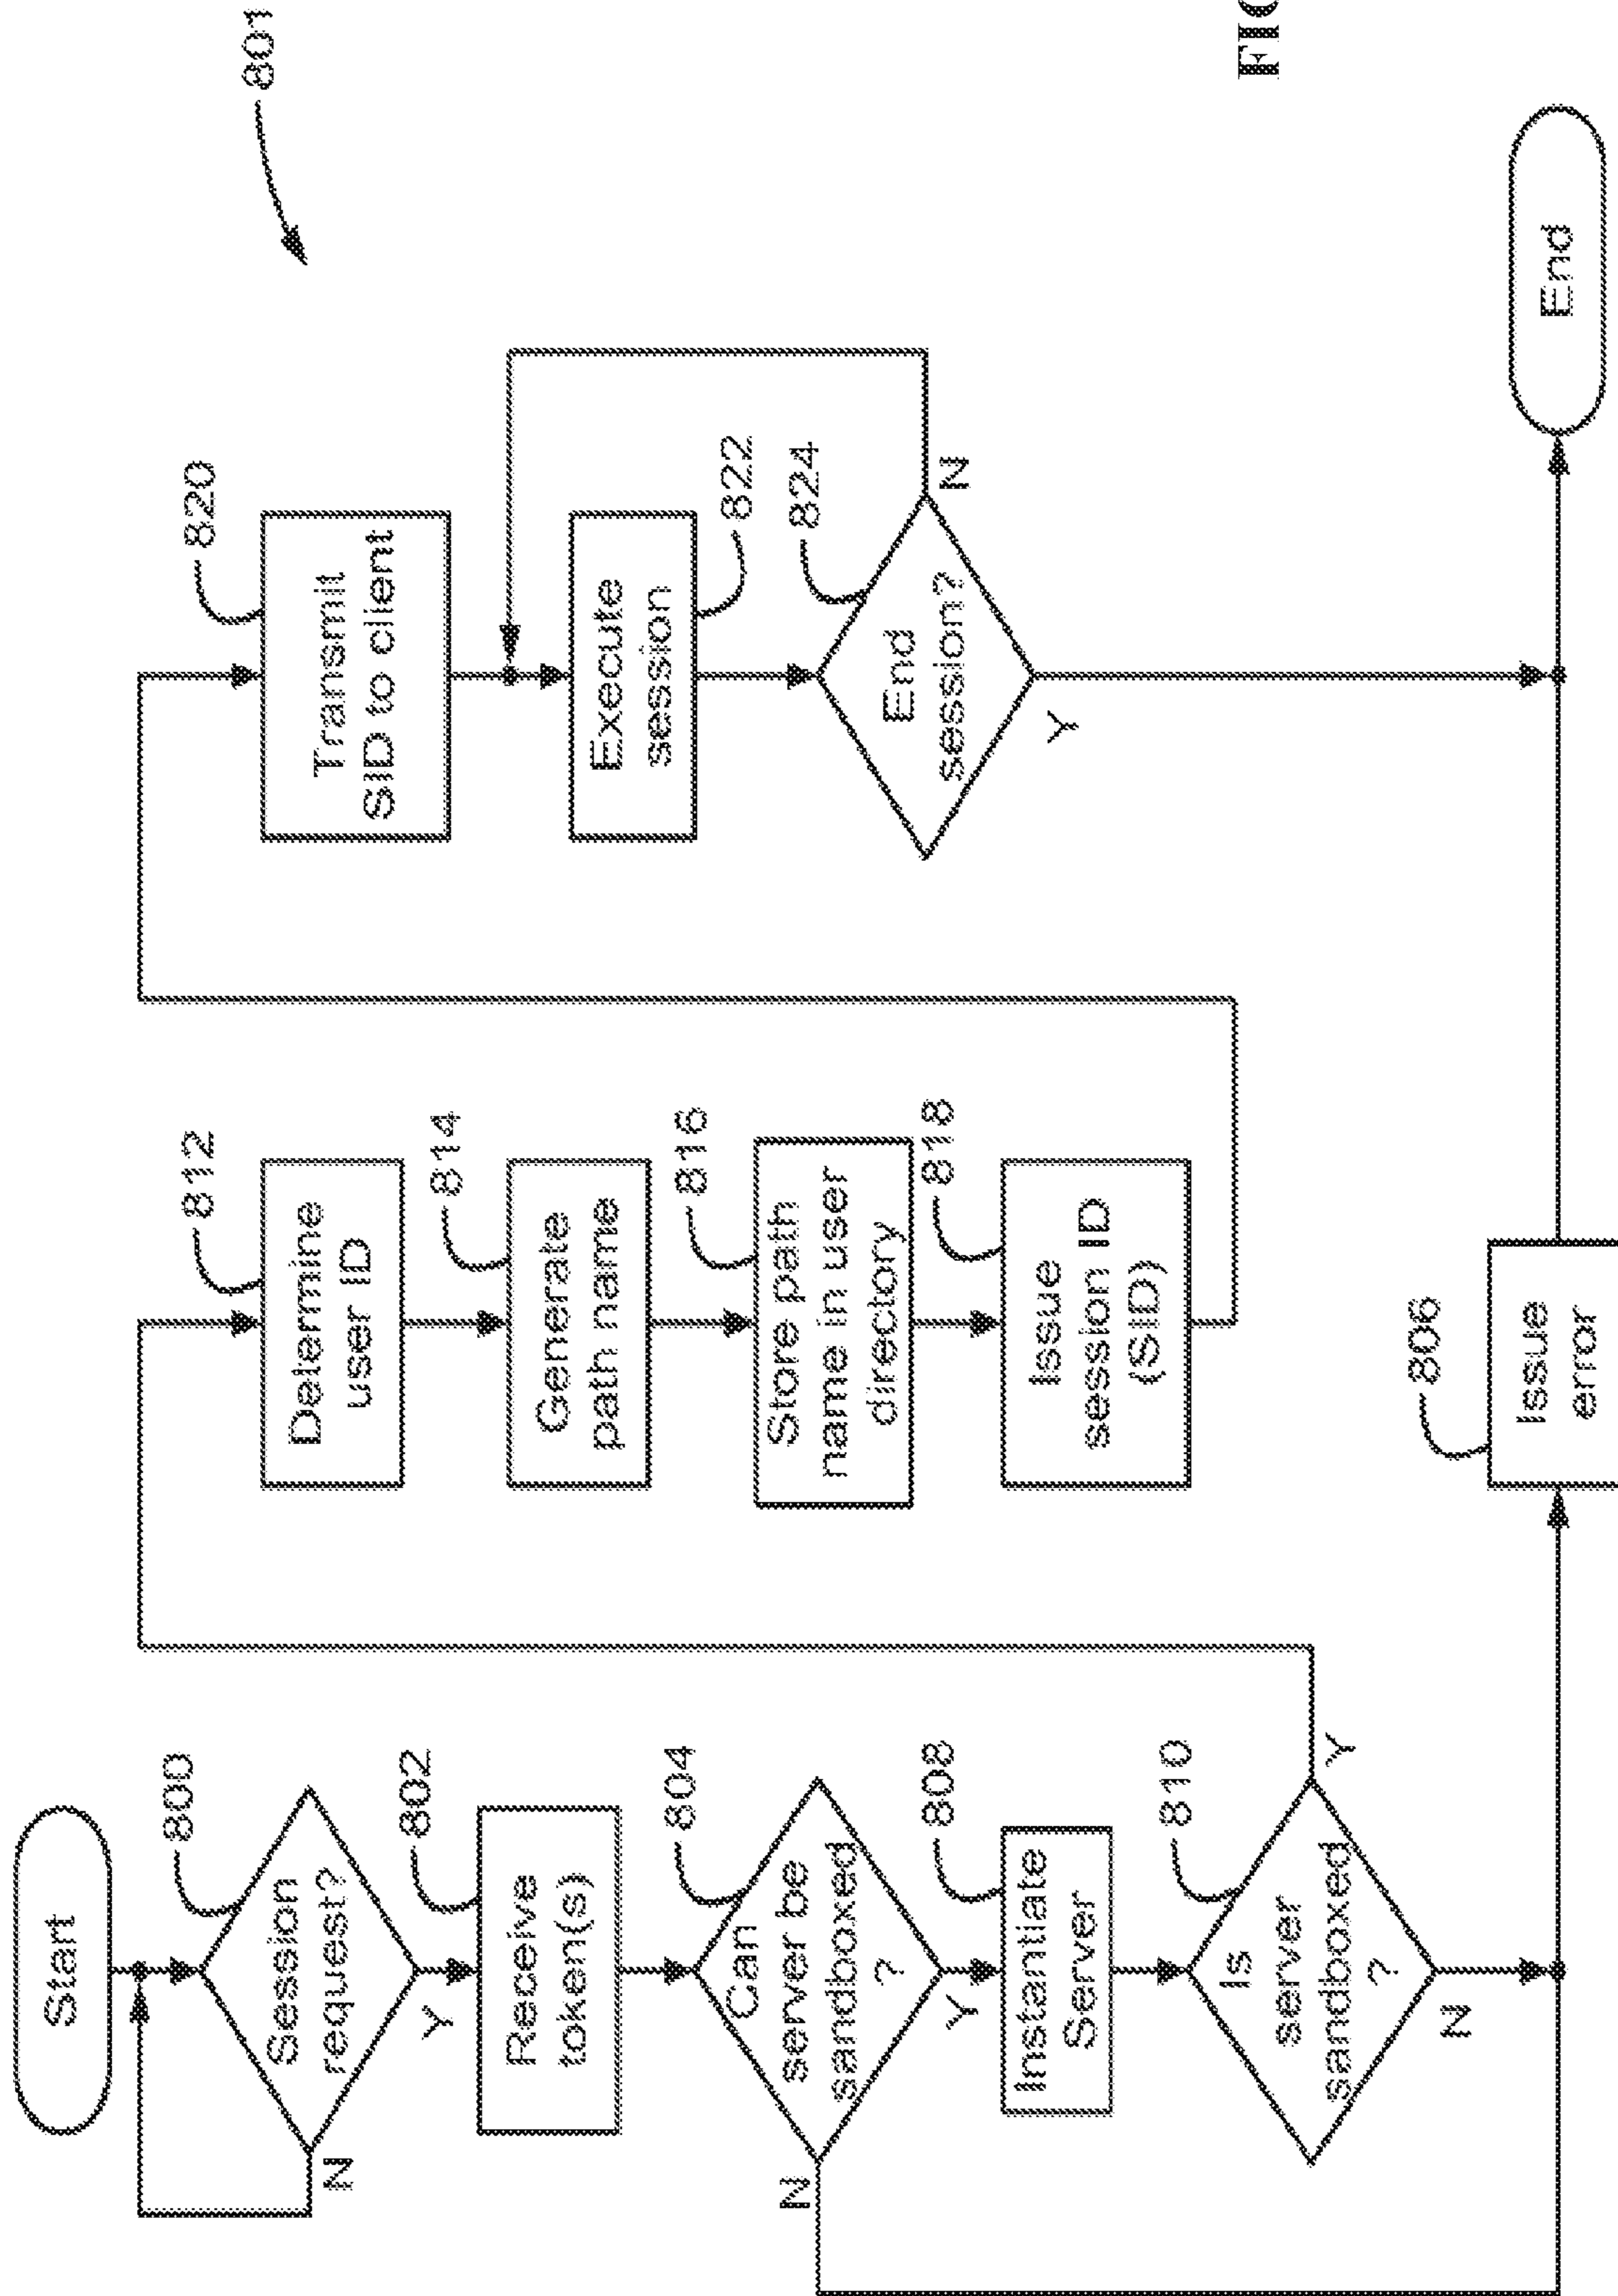 Start
800
Session
request?
N
Y
802
Receive
token(s)
804
Can
server be
sandboxed
?
N
Y
808
Instantiate
Server
810
Is
server
sandboxed
?
Y
N
812
Determine
user ID
814
Generate
path name
816
Store path
name in user
directory
818
Issue
session ID
(SID)
820
Transmit
SID to client
Execute
session
822
824
End
session?
N
Y
806
Issue
error
End
801